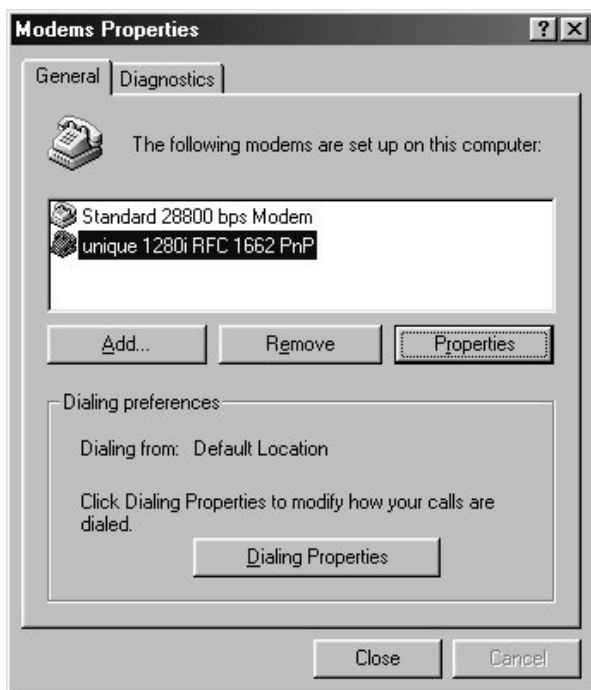 Modems Properties
General
Diagnostics
The following modems are set up on this computer:
Standard 28800 bps Modem
unique 1280i RFC 1662 PnP
Add...
Remove
Properties
Dialing preferences
Dialing from: Default Location
Click Dialing Properties to modify how your calls are
dialed.
Dialing Properties
Close
Cancel